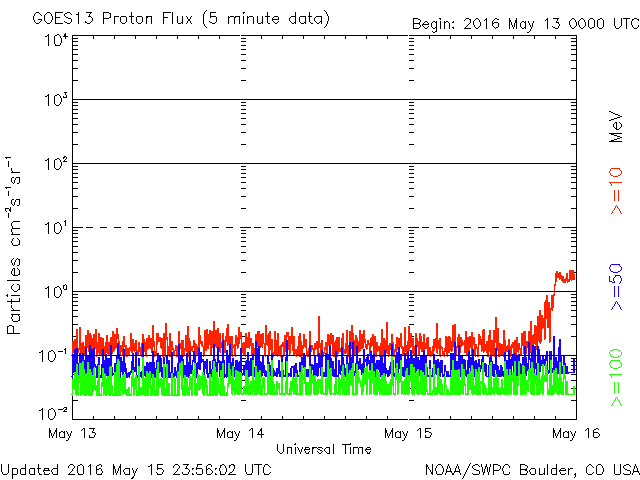 GOES13 Proton Flux (5 minute data)
Begin: 2016 May 13 0000 UTC
Particles cm⁻²s⁻¹sr⁻¹
10⁴
10³
10²
10¹
10⁰
10⁻¹
10⁻²
MeV
>=10
>=50
>=100
May 13
May 14
May 15
May 16
Universal Time
Updated 2016 May 15 23:56:02 UTC
NOAA/SWPC Boulder, CO USA